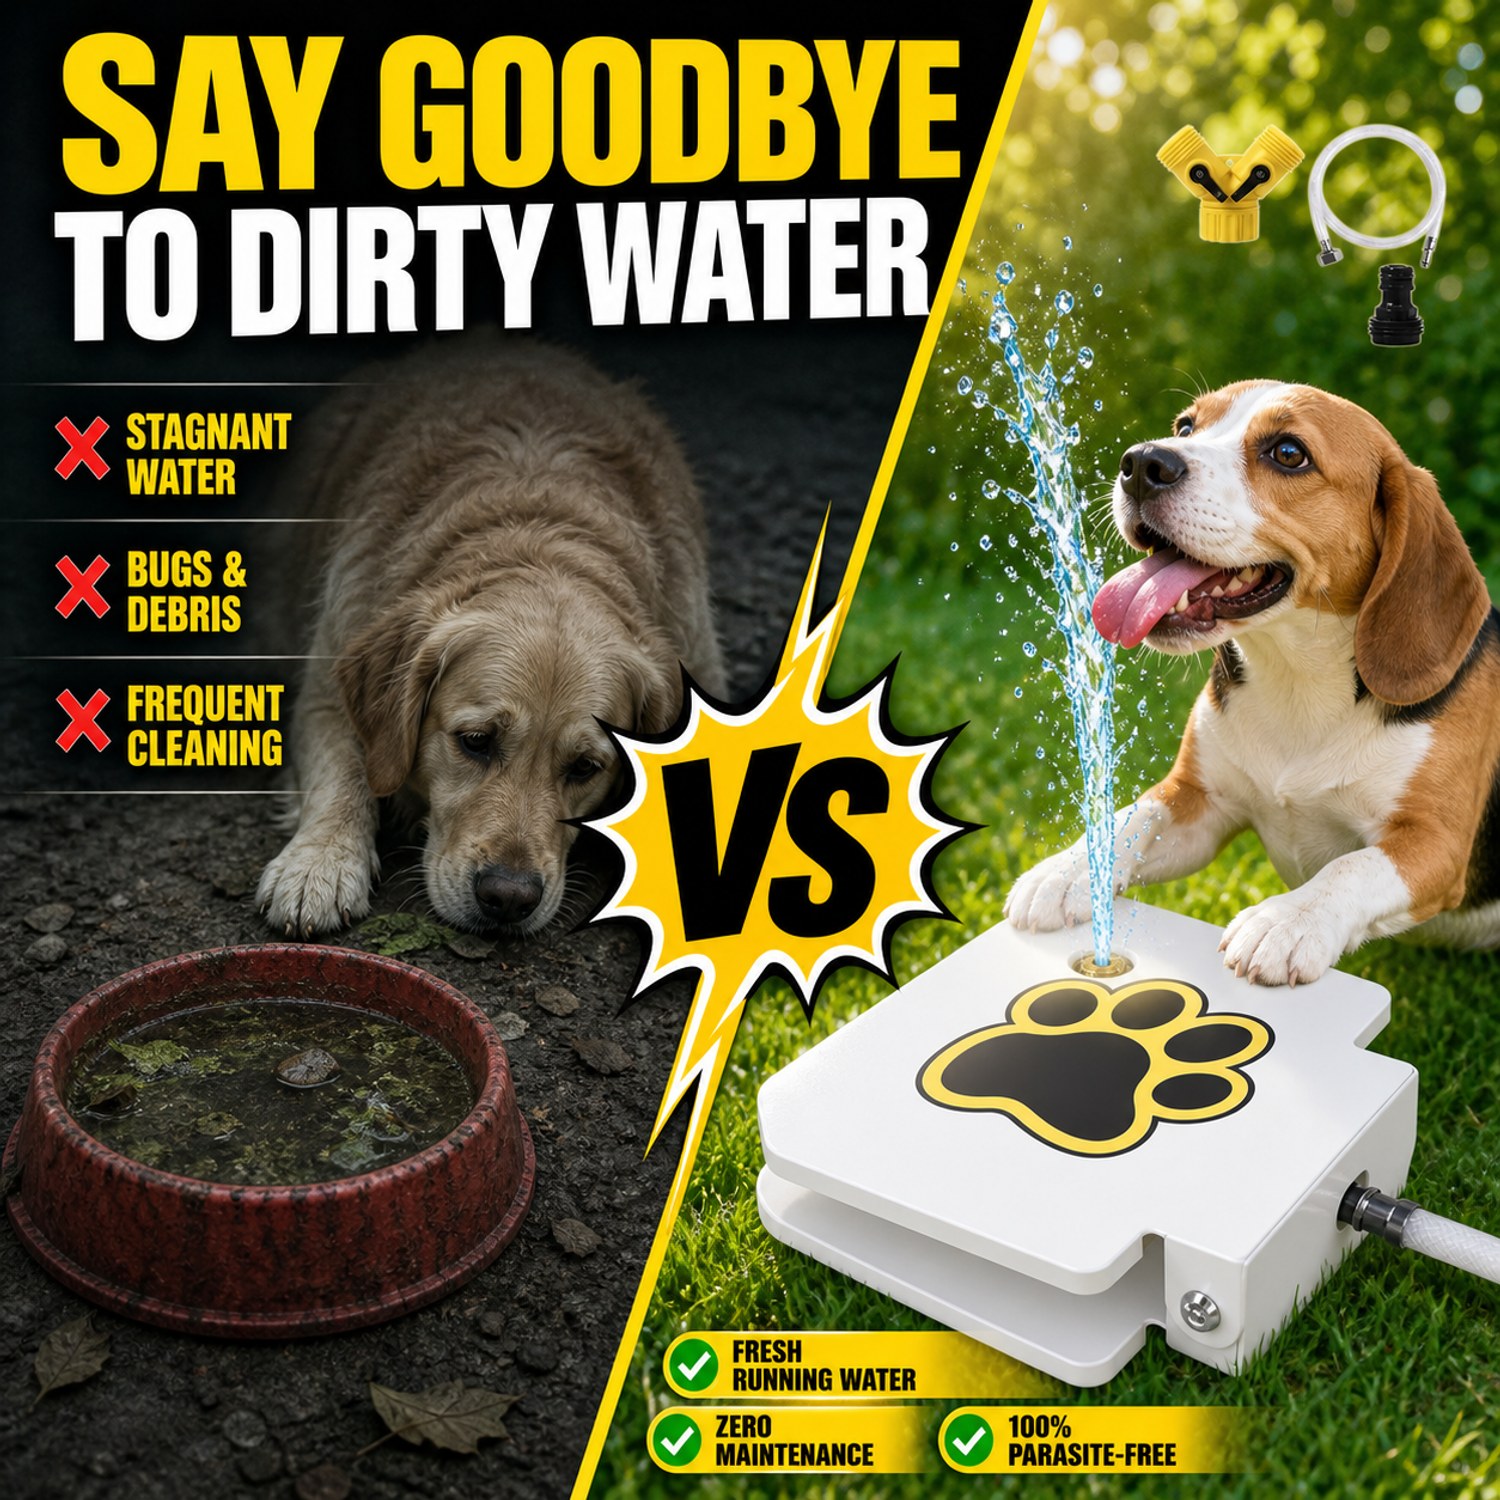 SAY GOODBYE
TO DIRTY WATER
STAGNANT
WATER
BUGS &
DEBRIS
FREQUENT
CLEANING
VS
FRESH
RUNNING WATER
ZERO
MAINTENANCE
100%
PARASITE-FREE